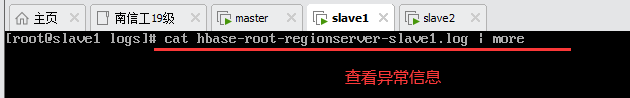 主页 南信工19级 master slave1 slave2
[root@slave1 logs]# cat hbase-root-regionserver-slave1.log | more
查看异常信息